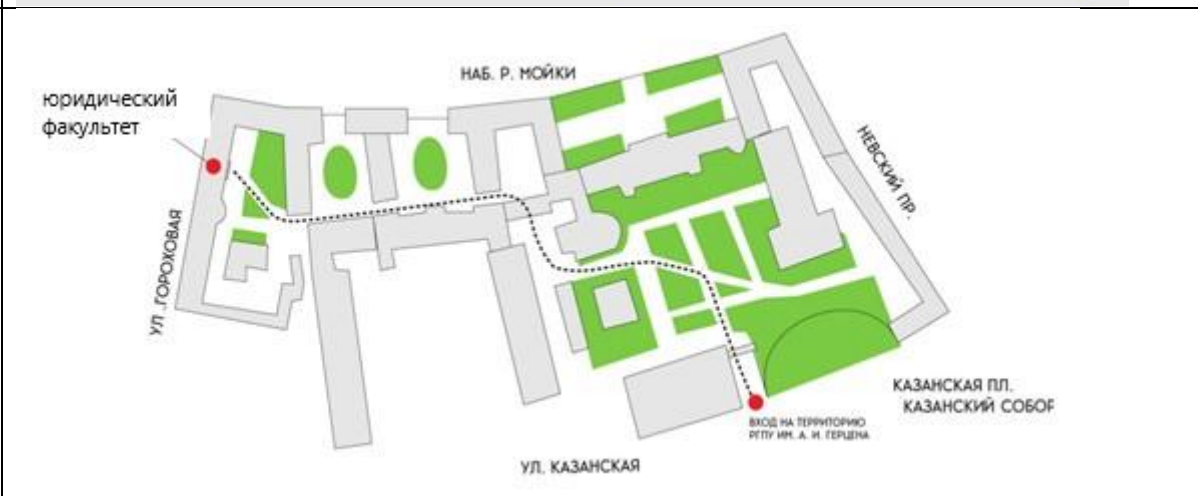 НАБ. Р. МОЙКИ
юридический
факультет
НЕВСКИЙ ПР.
УЛ .ГОРОХОВАЯ
КАЗАНСКАЯ ПЛ.
КАЗАНСКИЙ СОБОР
ВХОД НА ТЕРРИТОРИЮ
РГПУ ИМ. А. И. ГЕРЦЕНА
УЛ. КАЗАНСКАЯ